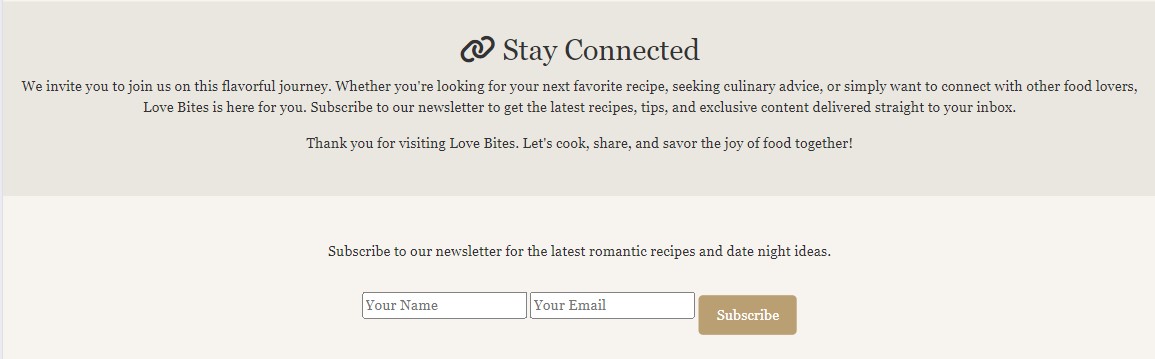 Stay Connected
We invite you to join us on this flavorful journey. Whether you're looking for your next favorite recipe, seeking culinary advice, or simply want to connect with other food lovers,
Love Bites is here for you. Subscribe to our newsletter to get the latest recipes, tips, and exclusive content delivered straight to your inbox.
Thank you for visiting Love Bites. Let's cook, share, and savor the joy of food together!
Subscribe to our newsletter for the latest romantic recipes and date night ideas.
Your Name Your Email Subscribe